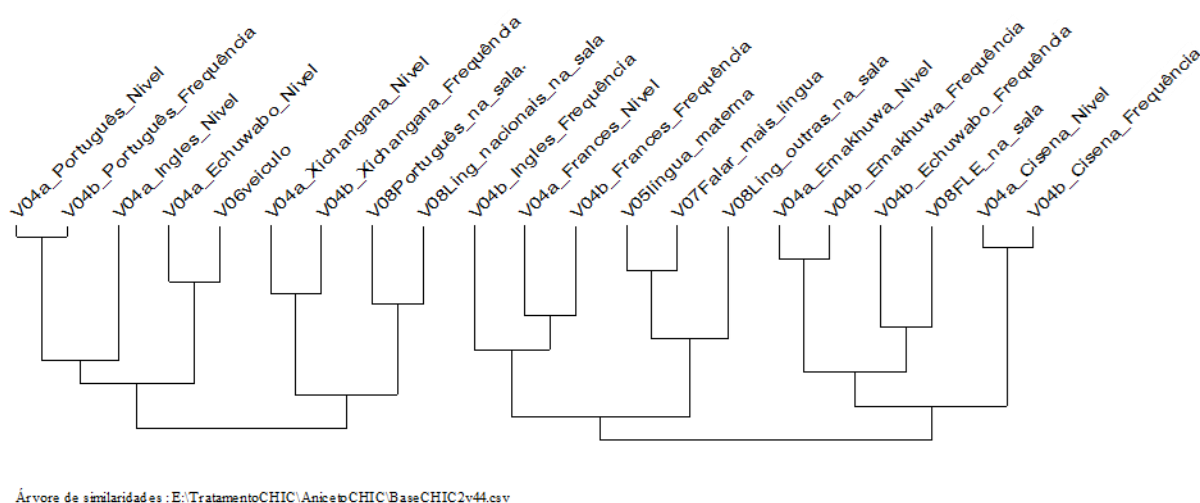 V04a_Português_Nivel
V04b_Português_Frequência
V04a_Ingles_Nivel
V04a_Echuwabo_Nivel
V06veiculo
V04a_Xichangana_Nivel
V04b_Xichangana_Frequência
V08Português_na_sala.
V08Ling_nacionais_na_sala
V04b_Ingles_Frequência
V04a_Frances_Nivel
V04b_Frances_Frequência
V05lingua_materna
V07Falar_mais_lingua
V08Ling_outras_na_sala
V04a_Emakhuwa_Nivel
V04b_Emakhuwa_Frequência
V04b_Echuwabo_Frequência
V08FLE_na_sala
V04a_Cisena_Nivel
V04b_Cisena_Frequência
Árvore de similaridades : E:\TratamentoCHIC\AnicetoCHIC\BaseCHIC2v44.csv